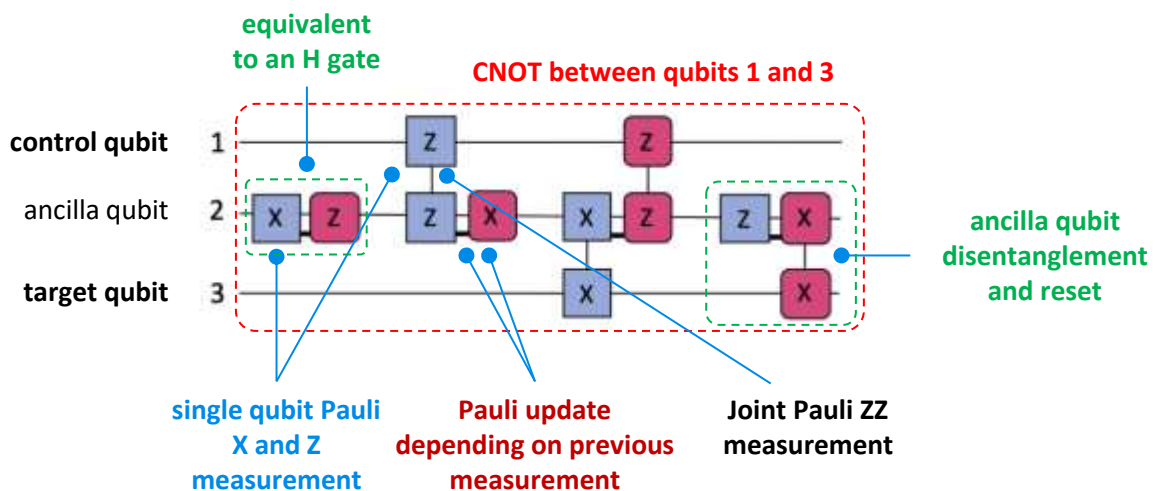 equivalent
to an H gate
CNOT between qubits 1 and 3
control qubit 1
Z Z
ancilla qubit 2
X Z Z X X Z Z X
target qubit 3
X X
ancilla qubit
disentanglement
and reset
single qubit Pauli
X and Z
measurement
Pauli update
depending on previous
measurement
Joint Pauli ZZ
measurement